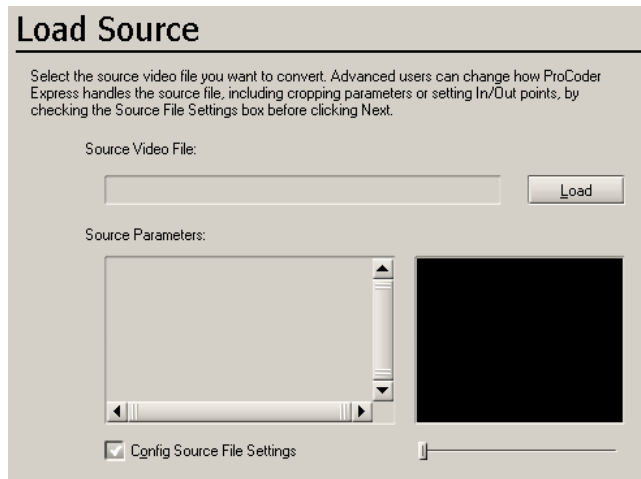 Load Source
Select the source video file you want to convert. Advanced users can change how ProCoder
Express handles the source file, including cropping parameters or setting In/Out points, by
checking the Source File Settings box before clicking Next.
Source Video File:
Load
Source Parameters:
Config Source File Settings